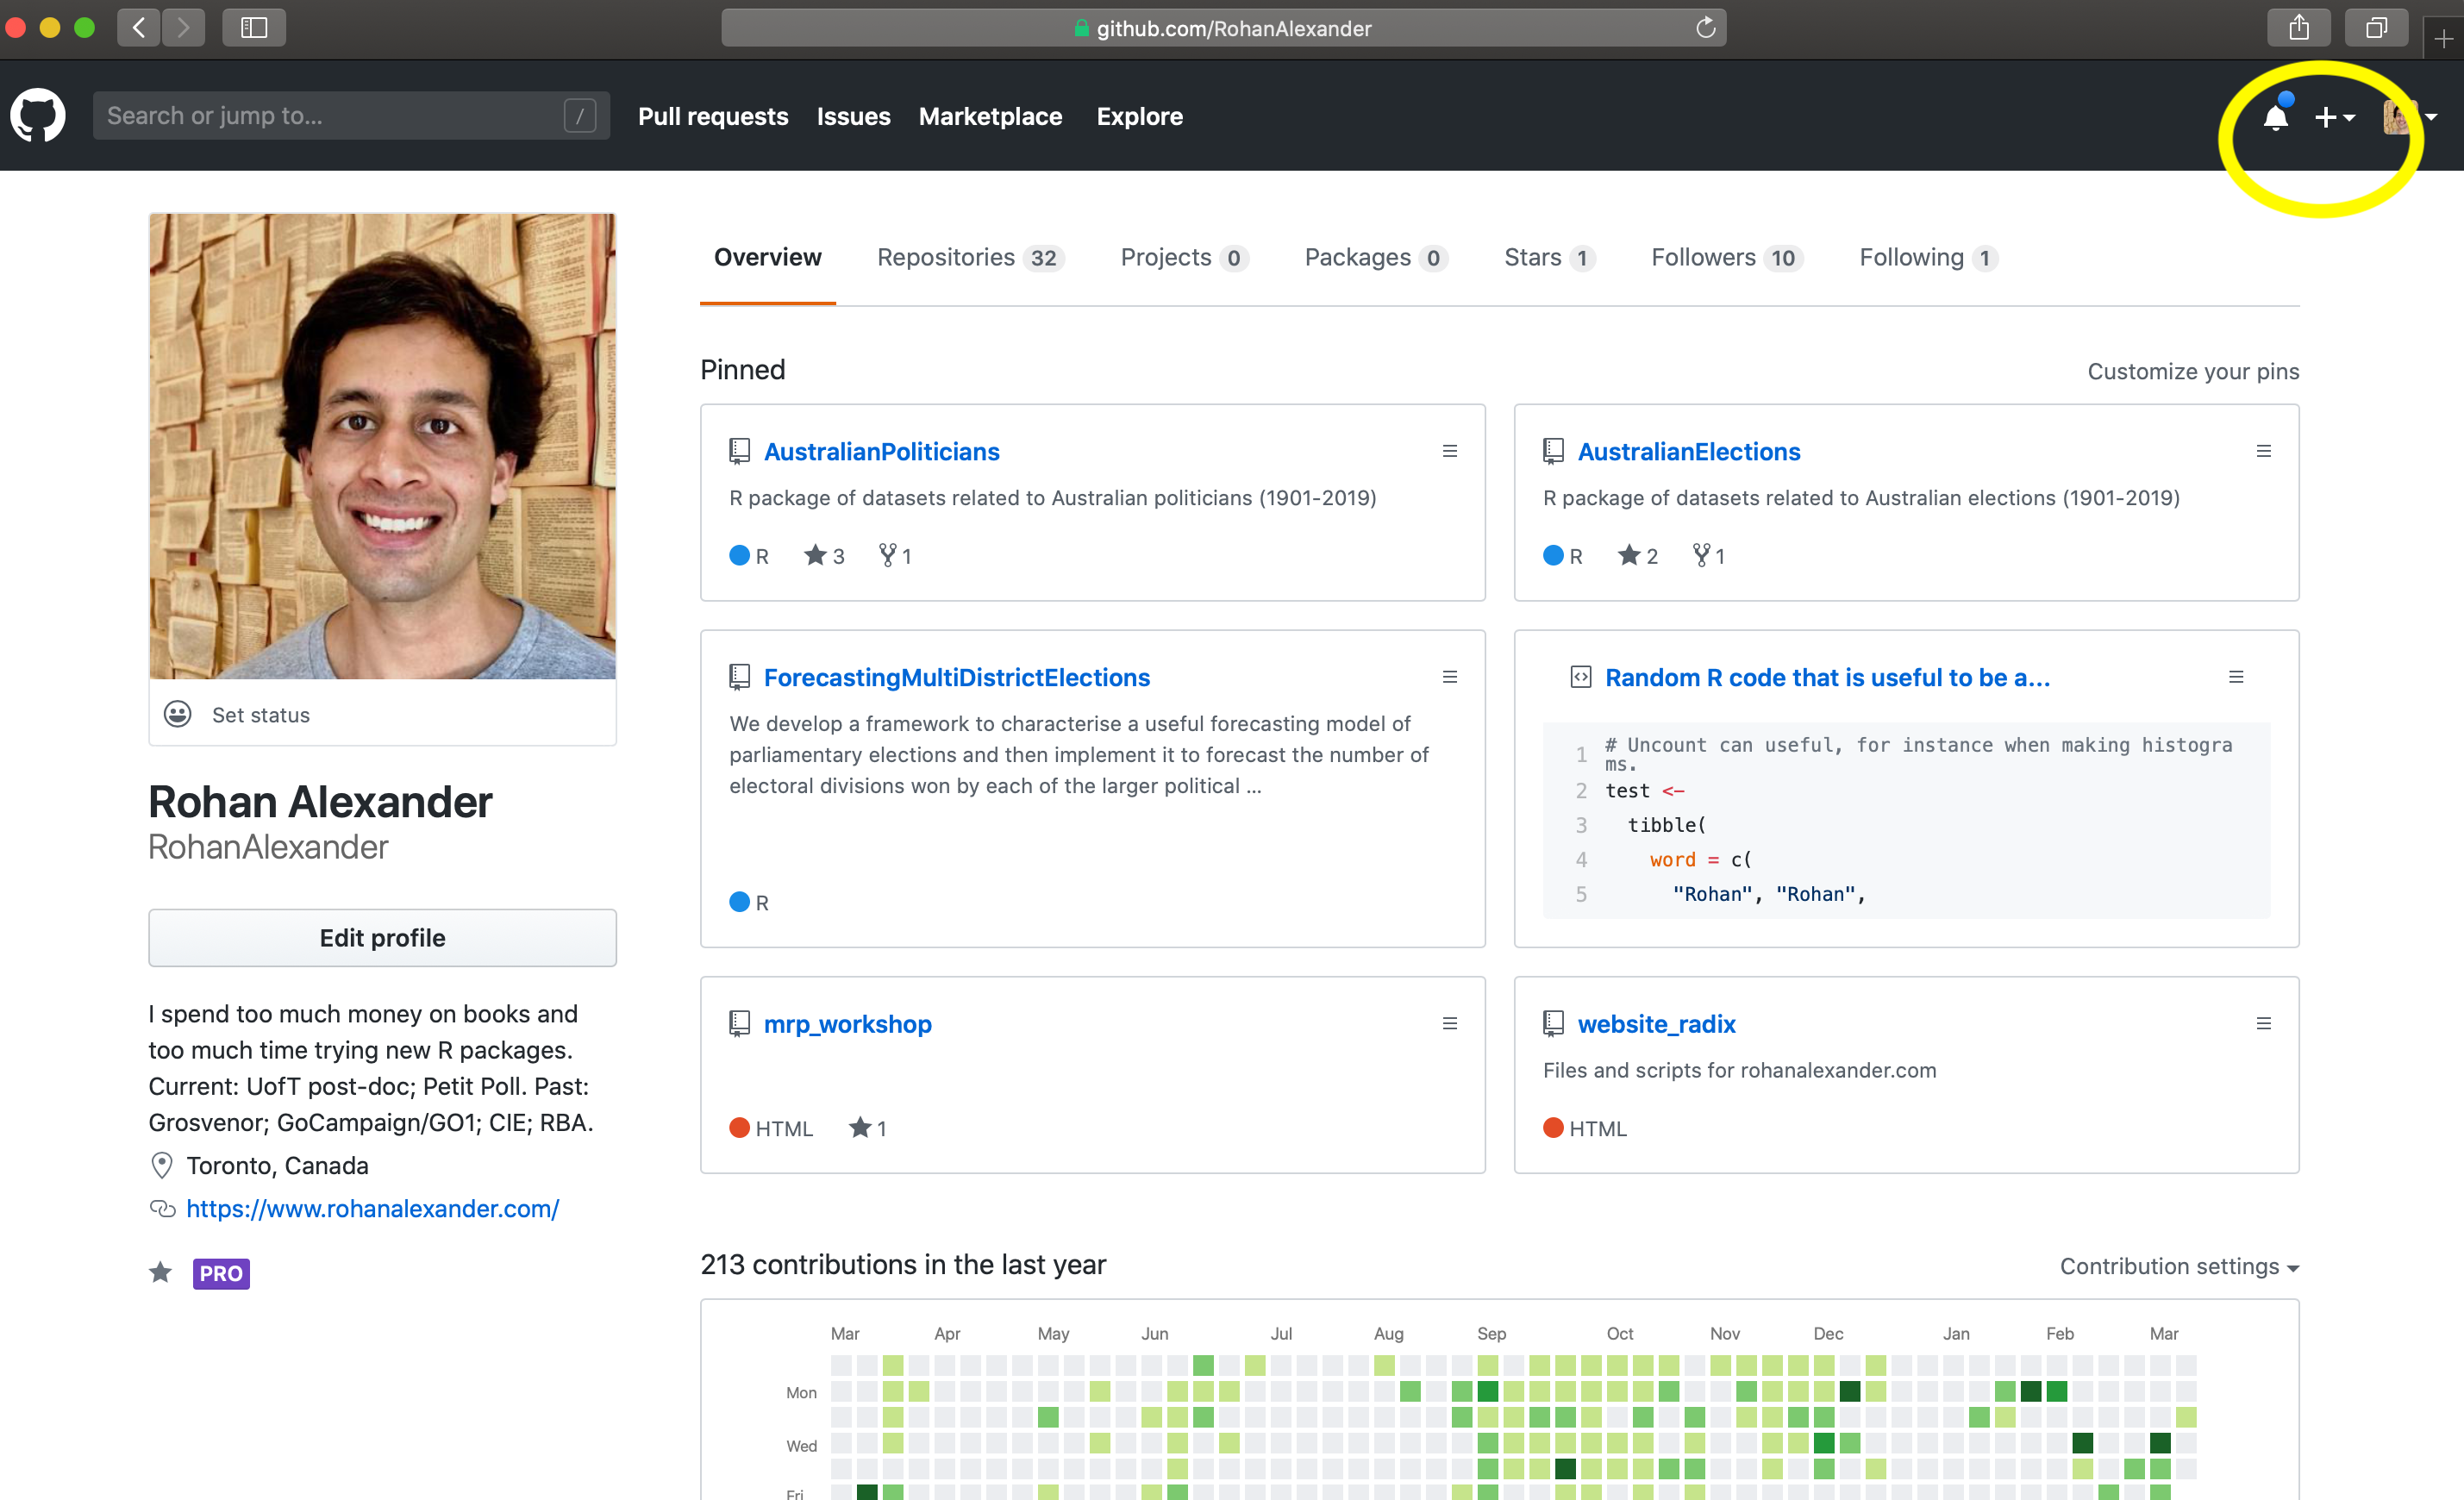 github.com/RohanAlexander
Search or jump to...
/
Pull requests Issues Marketplace Explore
Overview Repositories 32 Projects 0 Packages 0 Stars 1 Followers 10 Following 1
Set status
Rohan Alexander
RohanAlexander
Edit profile
I spend too much money on books and
too much time trying new R packages.
Current: UofT post-doc; Petit Poll. Past:
Grosvenor; GoCampaign/GO1; CIE; RBA.
Toronto, Canada
https://www.rohanalexander.com/
PRO
Pinned
Customize your pins
AustralianPoliticians
R package of datasets related to Australian politicians (1901-2019)
R 3 1
AustralianElections
R package of datasets related to Australian elections (1901-2019)
R 2 1
ForecastingMultiDistrictElections
We develop a framework to characterise a useful forecasting model of
parliamentary elections and then implement it to forecast the number of
electoral divisions won by each of the larger political ...
R
Random R code that is useful to be a...
1 # Uncount can useful, for instance when making histogra
ms.
2 test <-
3 tibble(
4 word = c(
5 "Rohan", "Rohan",
mrp_workshop
HTML 1
website_radix
Files and scripts for rohanalexander.com
HTML
213 contributions in the last year
Contribution settings
Mar Apr May Jun Jul Aug Sep Oct Nov Dec Jan Feb Mar
Mon
Wed
Fri